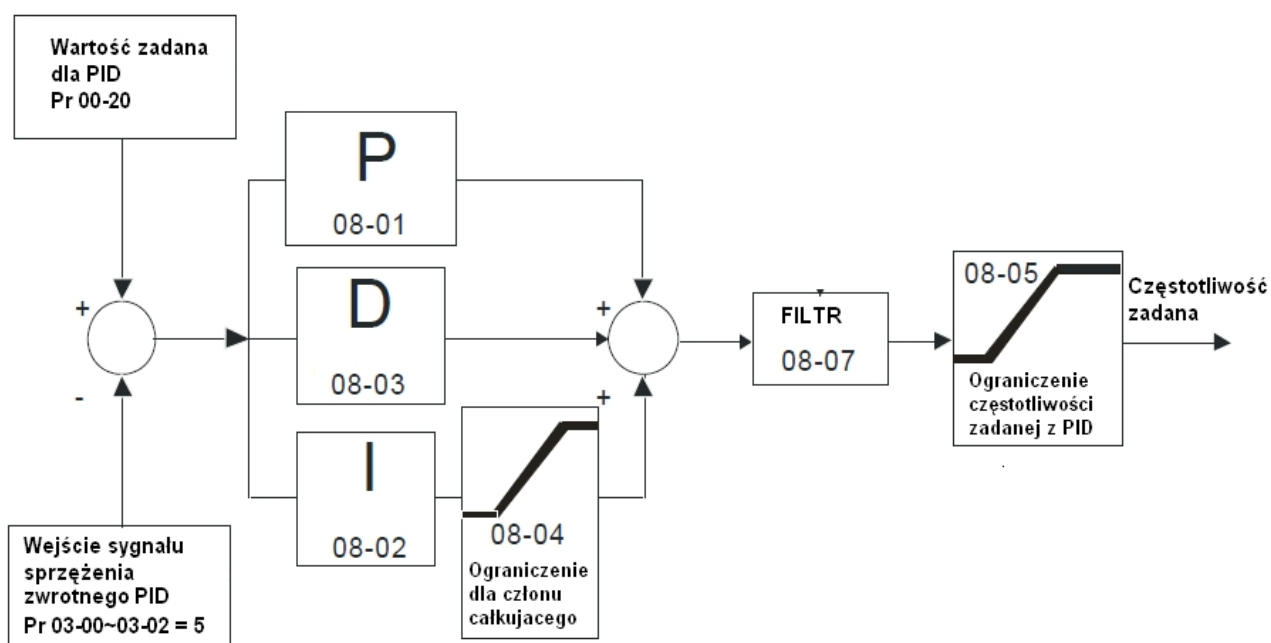 Wartość zadana
dla PID
Pr 00-20
P
08-01
D
08-03
I
08-02
+
-
Wejście sygnału
sprzężenia
zwrotnego PID
Pr 03-00~03-02 = 5
08-04
Ograniczenie
dla członu
całkujacego
+
+
FILTR
08-07
08-05
Ograniczenie
częstotliwości
zadanej z PID
Częstotliwość
zadana